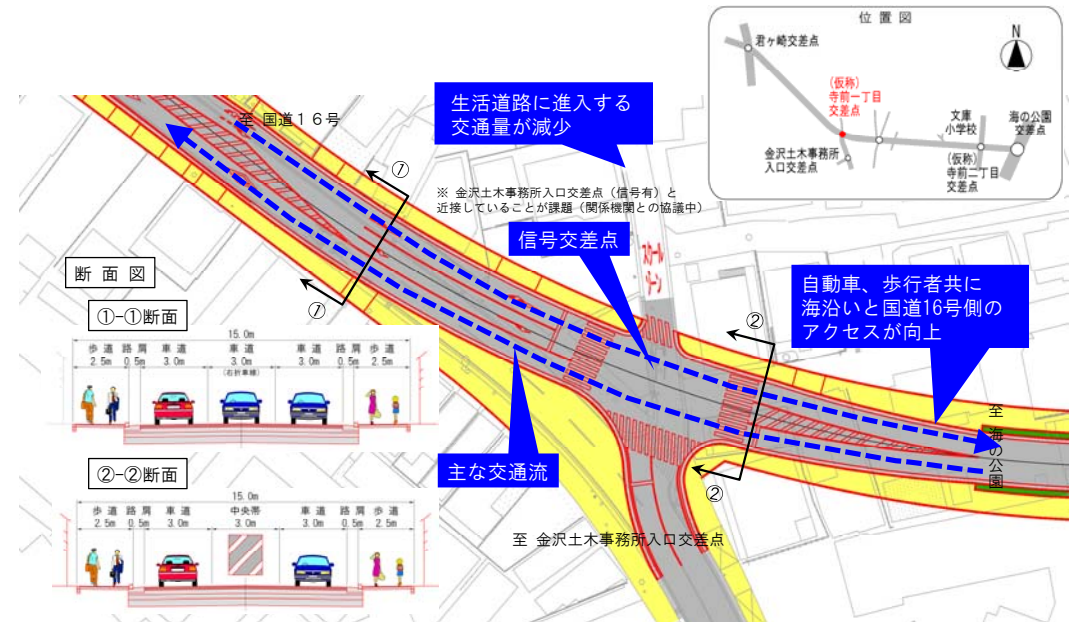 位置図
N
君ヶ崎交差点
(仮称)
寺前一丁目
交差点
文庫
小学校
海の公園
交差点
金沢土木事務所
入口交差点
(仮称)
寺前二丁目
交差点
至 国道16号
生活道路に進入する
交通量が減少
※ 金沢土木事務所入口交差点(信号有)と
近接していることが課題(関係機関との協議中)
①
①
信号交差点
スクール
ゾーン
自動車、歩行者共に
海沿いと国道16号側の
アクセスが向上
②
②
至 海の公園
主な交通流
至 金沢土木事務所入口交差点
断面図
①-①断面
15.0m
歩道 路肩 車道 車道 車道 路肩 歩道
2.5m 0.5m 3.0m 3.0m 3.0m 0.5m 2.5m
(右折車線)
②-②断面
15.0m
歩道 路肩 車道 中央帯 車道 路肩 歩道
2.5m 0.5m 3.0m 3.0m 3.0m 0.5m 2.5m